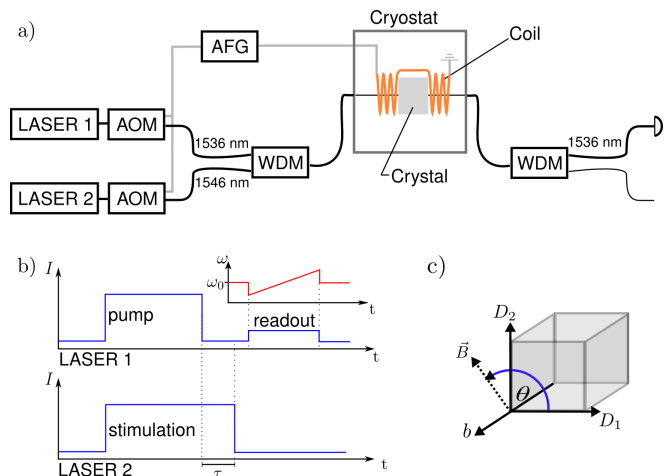 a)
Cryostat
Coil
AFG
LASER 1
AOM
1536 nm
WDM
1546 nm
LASER 2
AOM
Crystal
WDM
1536 nm
b)
I
pump
ω
ω₀
t
readout
t
LASER 1
I
stimulation
τ
t
LASER 2
c)
D₂
B⃗
θ
D₁
b